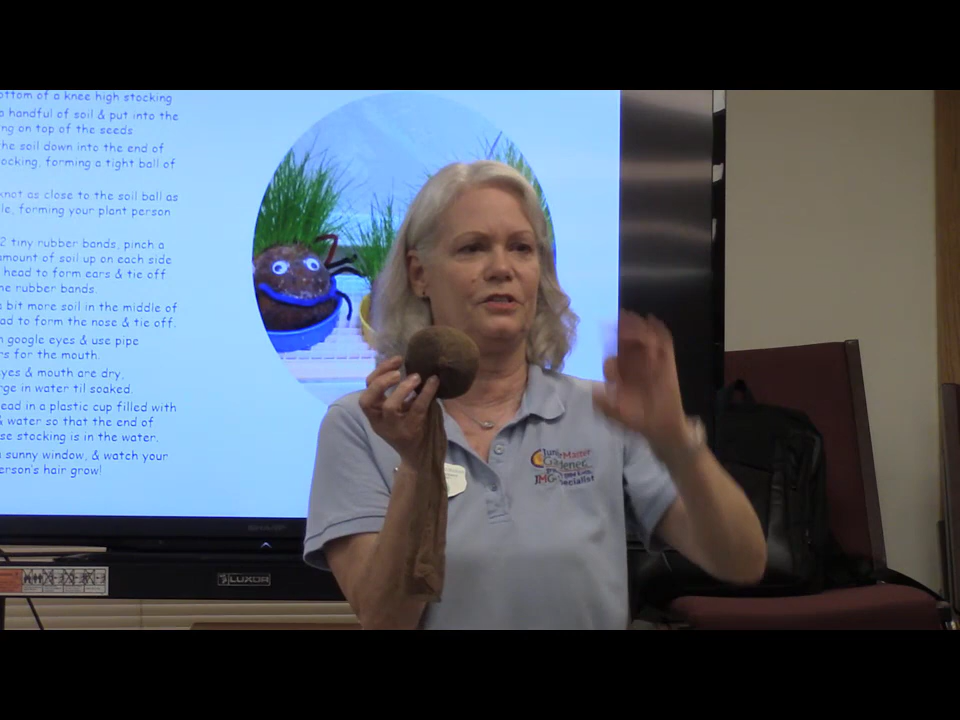 ttom of a knee high stocking
handful of soil & put into the
ng on top of the seeds
the soil down into the end of
ocking, forming a tight ball of
knot as close to the soil ball as
le, forming your plant person
2 tiny rubber bands, pinch a
amount of soil up on each side
head to form ears & tie off
rubber bands.
bit more soil in the middle of
ad to form the nose & tie off.
google eyes & use pipe
rs for the mouth.
yes & mouth are dry,
rge in water til soaked.
ead in a plastic cup filled with
& water so that the end of
se stocking is in the water.
sunny window, & watch your
erson's hair grow!
Junior Master
Gardener
JMG
Specialist
SHARP
LUXOR